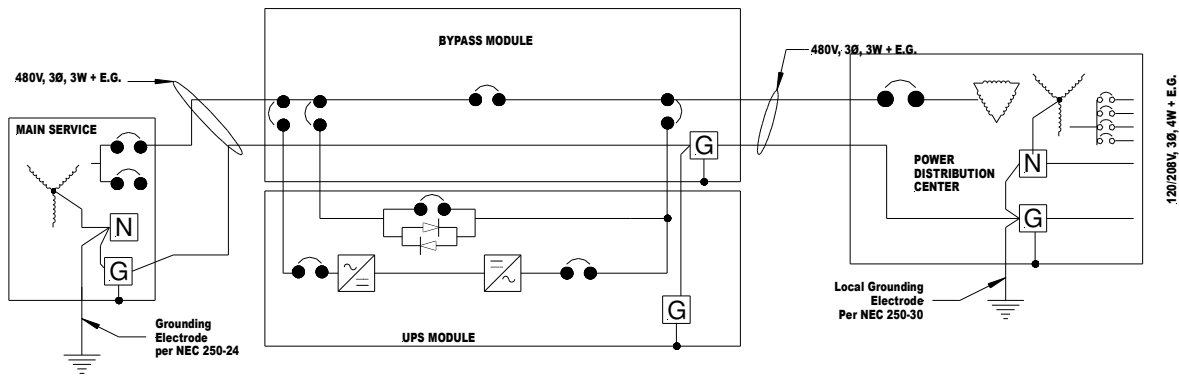 BYPASS MODULE
480V, 3Ø, 3W + E.G.
480V, 3Ø, 3W + E.G.
MAIN SERVICE
N
G
Grounding
Electrode
per NEC 250-24
G
G
UPS MODULE
POWER
DISTRIBUTION
CENTER
N
G
Local Grounding
Electrode
Per NEC 250-30
120/208V, 3Ø, 4W + E.G.